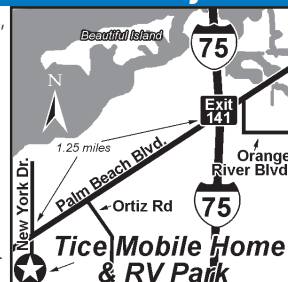 Beautiful Island
75
N
Exit
141
1.25 miles
Orange
River Blvd
Palm Beach Blvd.
New York Dr.
Ortiz Rd
75
Tice Mobile Home
& RV Park